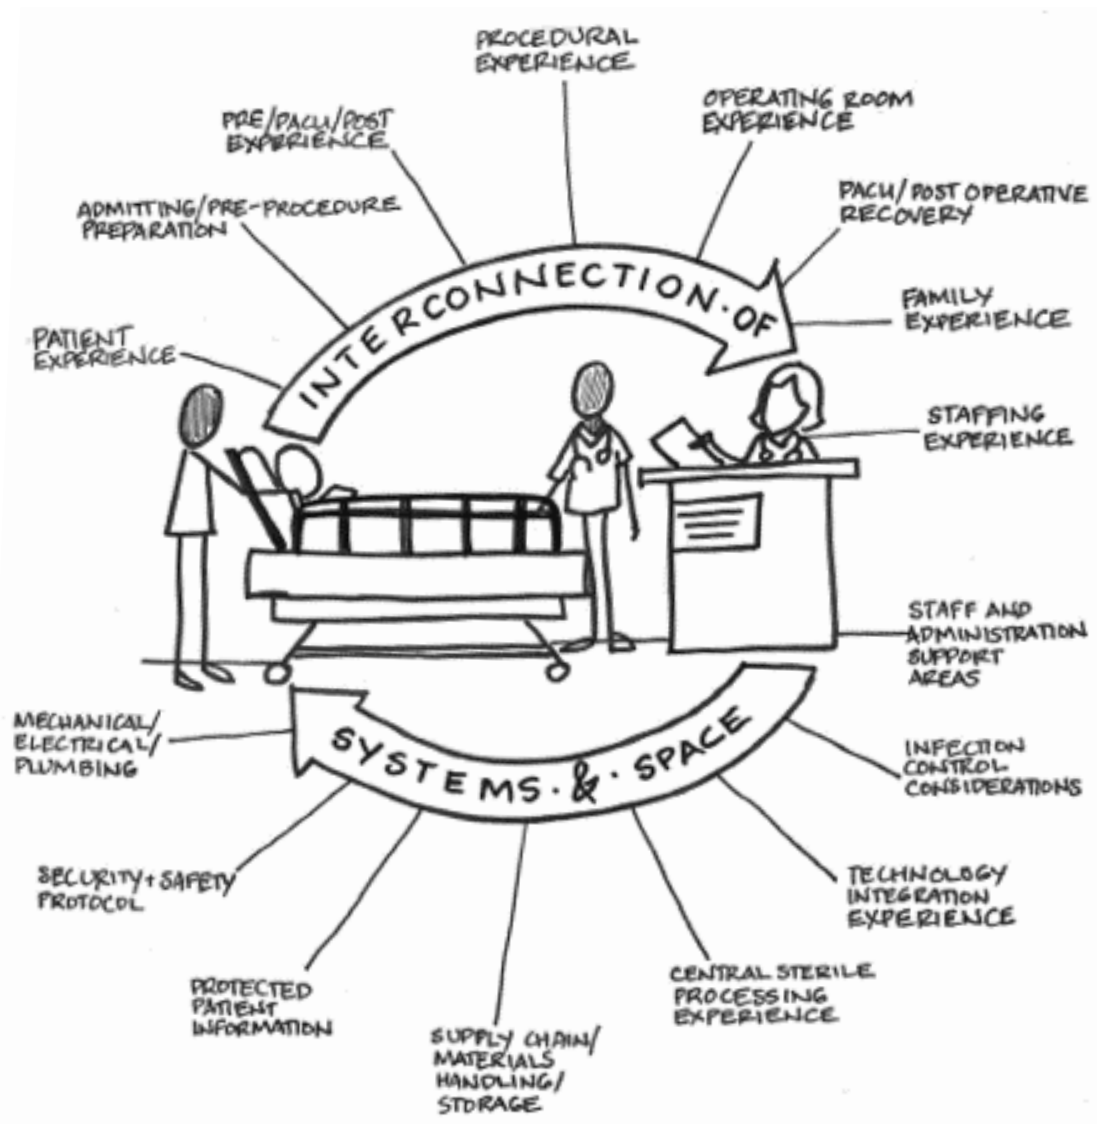 PROCEDURAL
EXPERIENCE
OPERATING ROOM
EXPERIENCE
PRE/PACU/POST
EXPERIENCE
PACU/POST OPERATIVE
RECOVERY
ADMITTING/PRE-PROCEDURE
PREPARATION
FAMILY
EXPERIENCE
PATIENT
EXPERIENCE
INTERCONNECTION · OF
STAFFING
EXPERIENCE
STAFF AND
ADMINISTRATION
SUPPORT
AREAS
SYSTEMS · & · SPACE
MECHANICAL/
ELECTRICAL/
PLUMBING
INFECTION
CONTROL
CONSIDERATIONS
SECURITY + SAFETY
PROTOCOL
TECHNOLOGY
INTEGRATION
EXPERIENCE
PROTECTED
PATIENT
INFORMATION
CENTRAL STERILE
PROCESSING
EXPERIENCE
SUPPLY CHAIN/
MATERIALS
HANDLING/
STORAGE